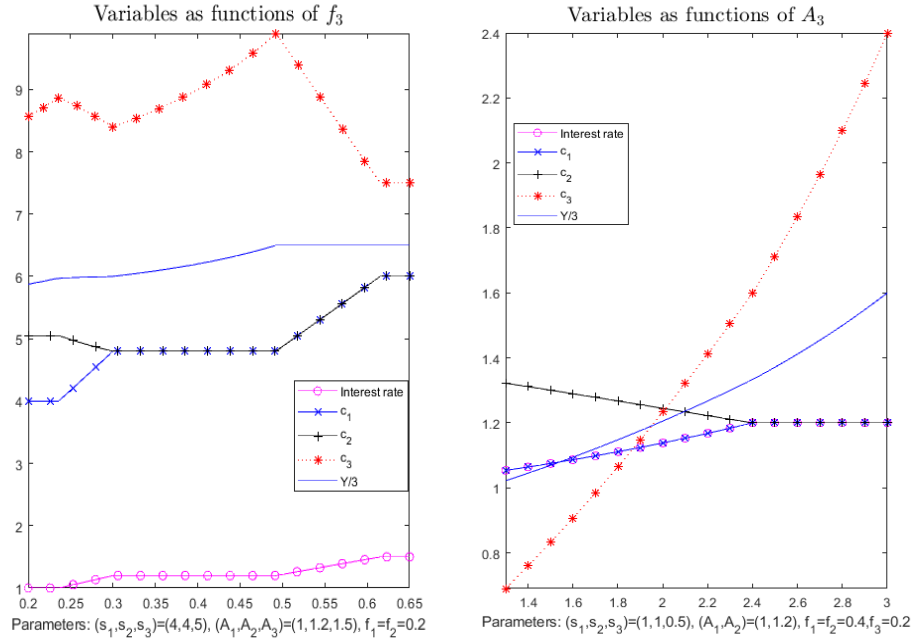 Variables as functions of f₃
9
8
7
6
5
4
3
2
1
Interest rate
c₁
c₂
c₃
Y/3
0.2 0.25 0.3 0.35 0.4 0.45 0.5 0.55 0.6 0.65
Parameters: (s₁,s₂,s₃)=(4,4,5), (A₁,A₂,A₃)=(1,1.2,1.5), f₁=f₂=0.2
Variables as functions of A₃
2.4
2.2
2
1.8
1.6
1.4
1.2
1
0.8
Interest rate
c₁
c₂
c₃
Y/3
1.4 1.6 1.8 2 2.2 2.4 2.6 2.8 3
Parameters: (s₁,s₂,s₃)=(1,1,0.5), (A₁,A₂)=(1,1.2), f₁=f₂=0.4,f₃=0.2